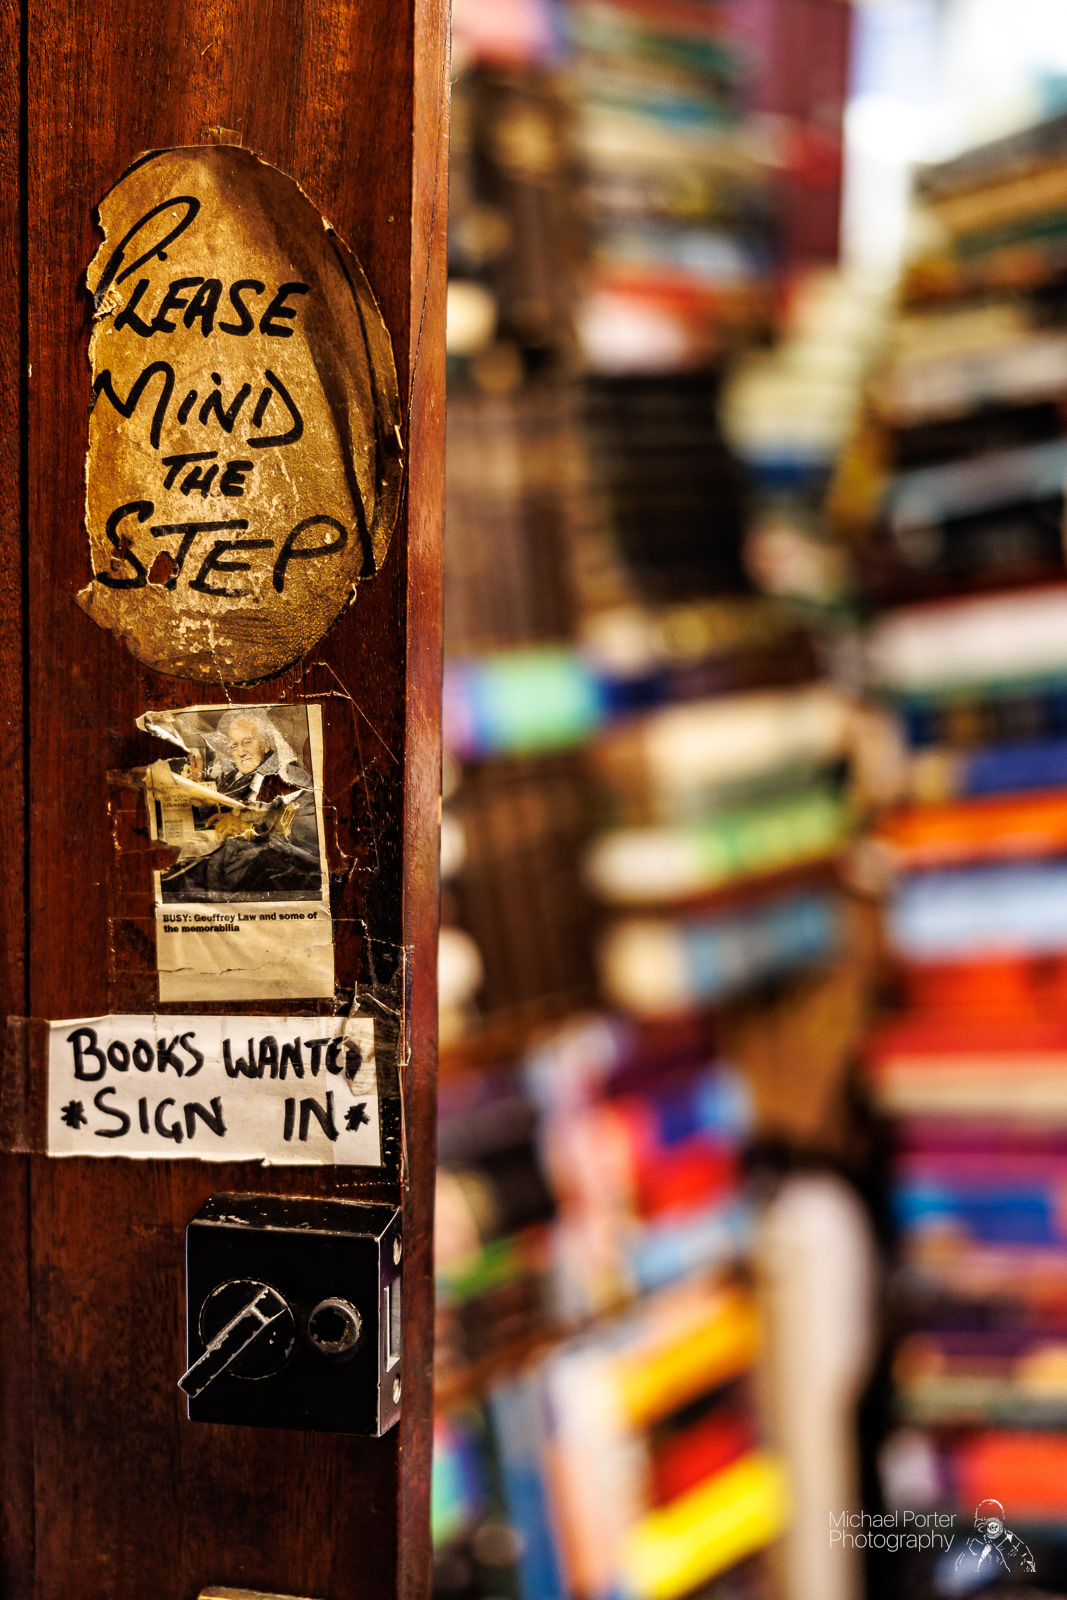 PLEASE
MIND
THE
STEP
BUSY: Geoffrey Law and some of
the memorabilia
BOOKS WANTED
*SIGN IN*
Michael Porter
Photography